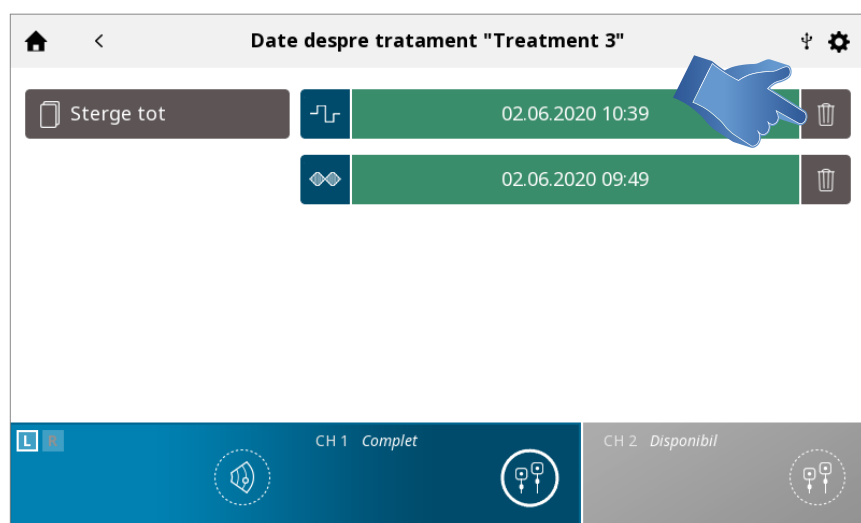 Date despre tratament "Treatment 3"
Sterge tot
02.06.2020 10:39
02.06.2020 09:49
L R
CH 1 Complet
CH 2 Disponibil